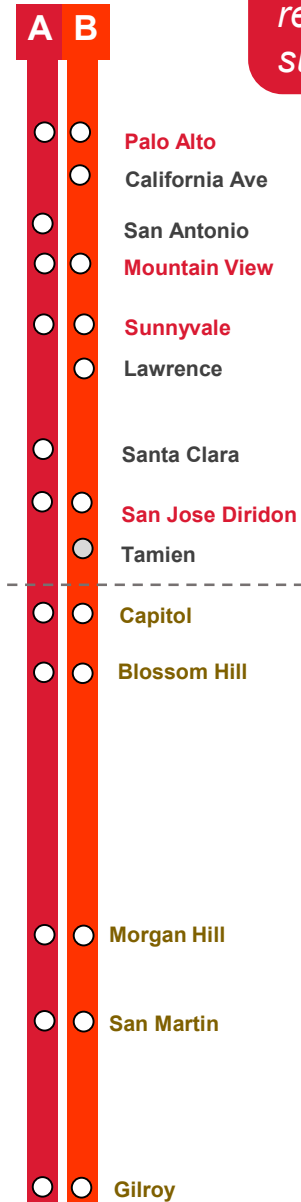 A B
Palo Alto
California Ave
San Antonio
Mountain View
Sunnyvale
Lawrence
Santa Clara
San Jose Diridon
Tamien
Capitol
Blossom Hill
Morgan Hill
San Martin
Gilroy